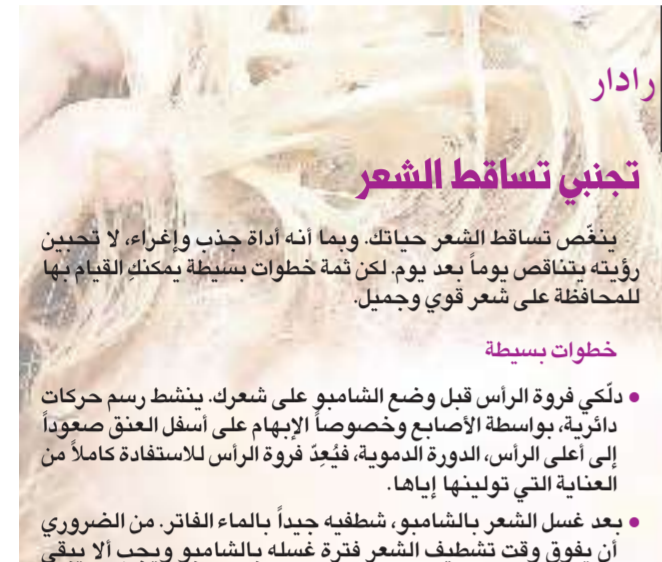 رادار
تجنبي تساقط الشعر
ينغّص تساقط الشعر حياتك. وبما أنه أداة جذب وإغراء، لا تحبين
رؤيته يتناقص يوماً بعد يوم. لكن ثمة خطوات بسيطة يمكنكِ القيام بها
للمحافظة على شعر قوي وجميل.
خطوات بسيطة
• دلّكي فروة الرأس قبل وضع الشامبو على شعرك. ينشط رسم حركات
دائرية، بواسطة الأصابع وخصوصاً الإبهام على أسفل العنق صعوداً
إلى أعلى الرأس، الدورة الدموية، فيُعِدّ فروة الرأس للاستفادة كاملاً من
العناية التي تولينها إياها.
• بعد غسل الشعر بالشامبو، شطفيه جيداً بالماء الفاتر. من الضروري
أن يفوق وقت تشطيف الشعر فترة غسله بالشامبو ويجب ألا يبقى